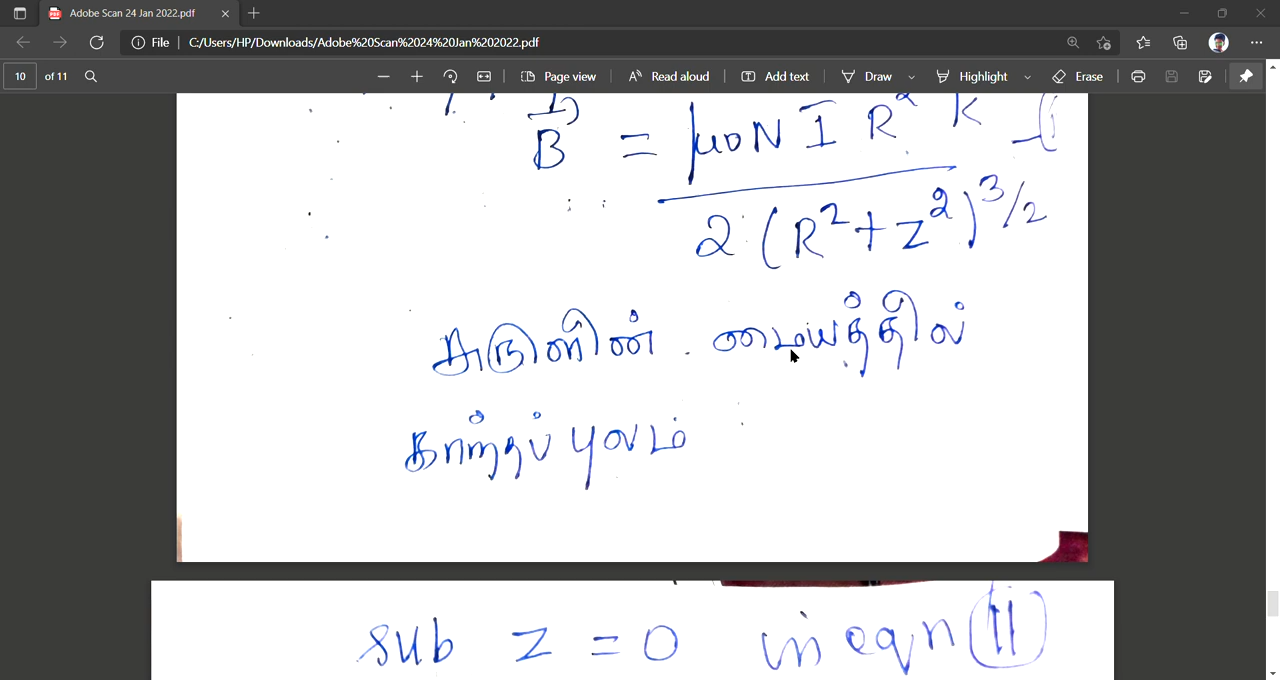 Adobe Scan 24 Jan 2022.pdf
File C:/Users/HP/Downloads/Adobe%20Scan%2024%20Jan%202022.pdf
10 of 11 Page view Read aloud Add text Draw Highlight Erase
B = μ0 N I R² k
2 (R²+z²)^3/2
சுருளின் மையத்தில்
காந்தப் புலம்
sub z = 0 in eqn (11)